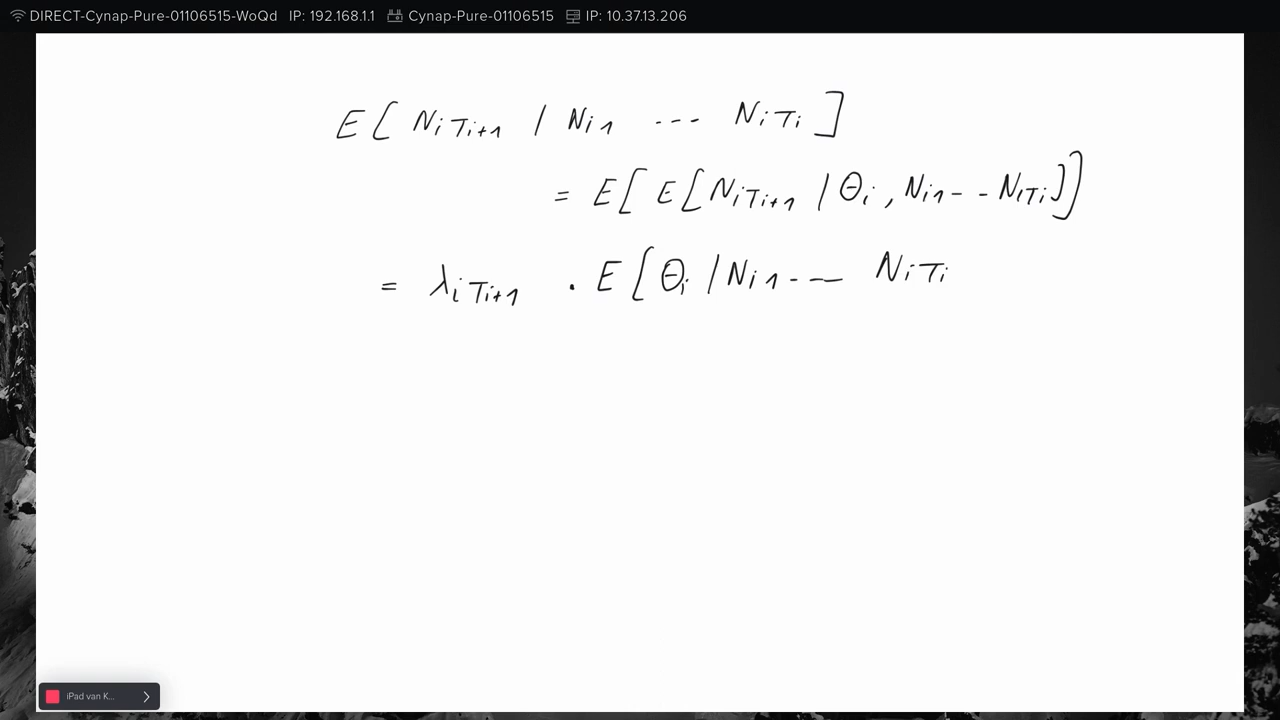 DIRECT-Cynap-Pure-01106515-WoQd IP: 192.168.1.1 Cynap-Pure-01106515 IP: 10.37.13.206
E[ N_{iT_i+1} | N_{i1} --- N_{iT_i} ]
= E[ E[ N_{iT_i+1} | Θ_i , N_{i1} - - N_{iT_i} ] ]
= λ_{iT_i+1} . E[ Θ_i | N_{i1} - -- N_{iT_i}
iPad van K...